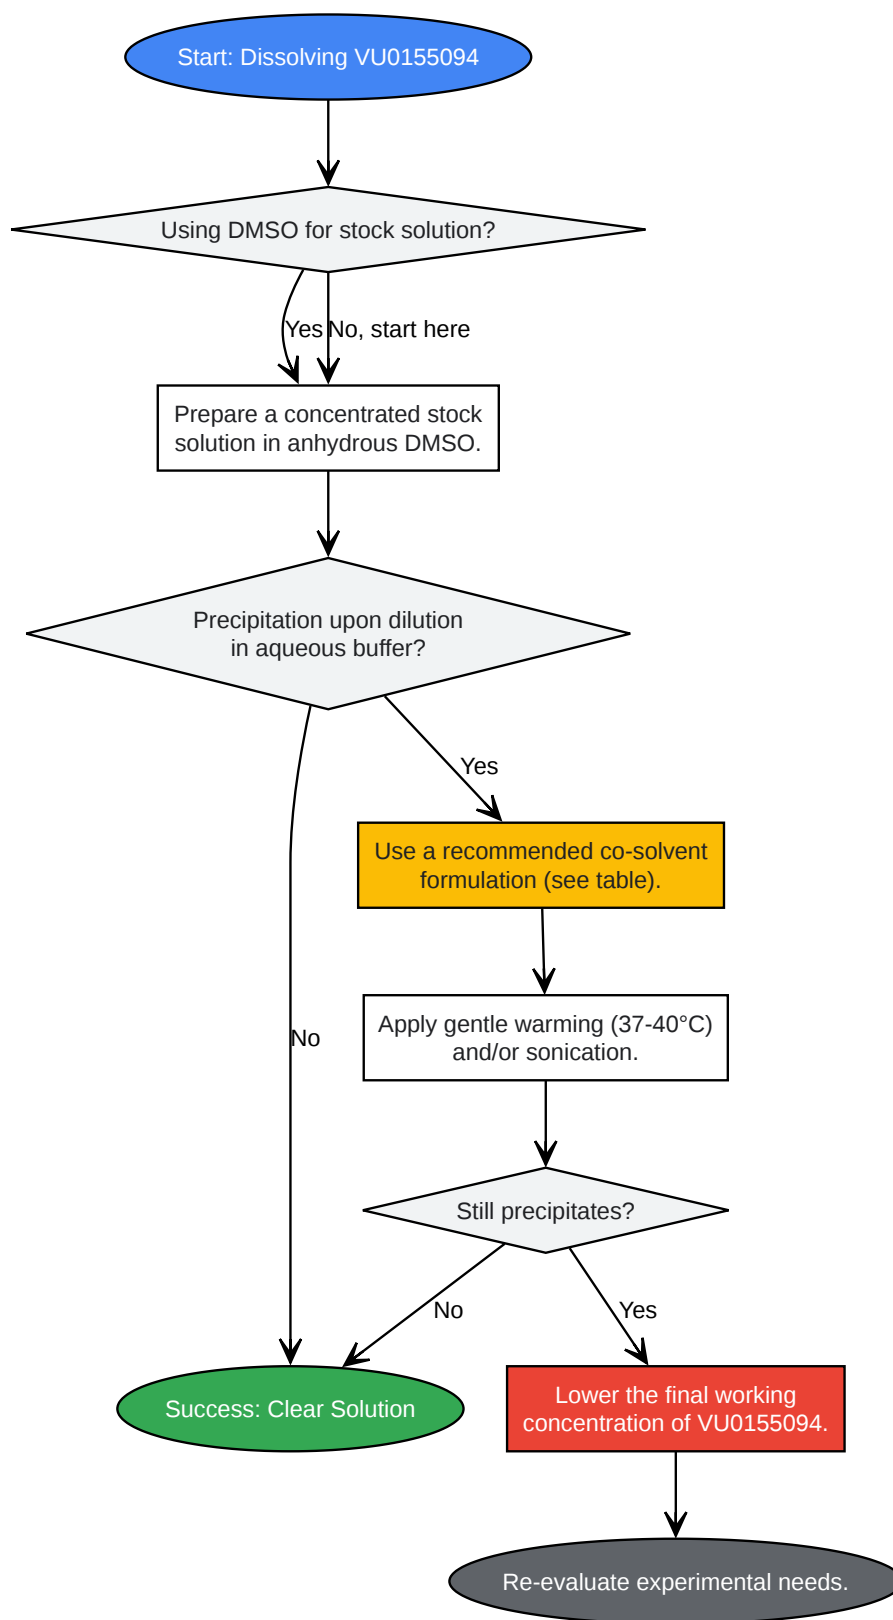 Start: Dissolving VU0155094
Using DMSO for stock solution?
Yes
No, start here
Prepare a concentrated stock
solution in anhydrous DMSO.
Precipitation upon dilution
in aqueous buffer?
Yes
Use a recommended co-solvent
formulation (see table).
Apply gentle warming (37-40°C)
and/or sonication.
No
Still precipitates?
No
Yes
Success: Clear Solution
Lower the final working
concentration of VU0155094.
Re-evaluate experimental needs.